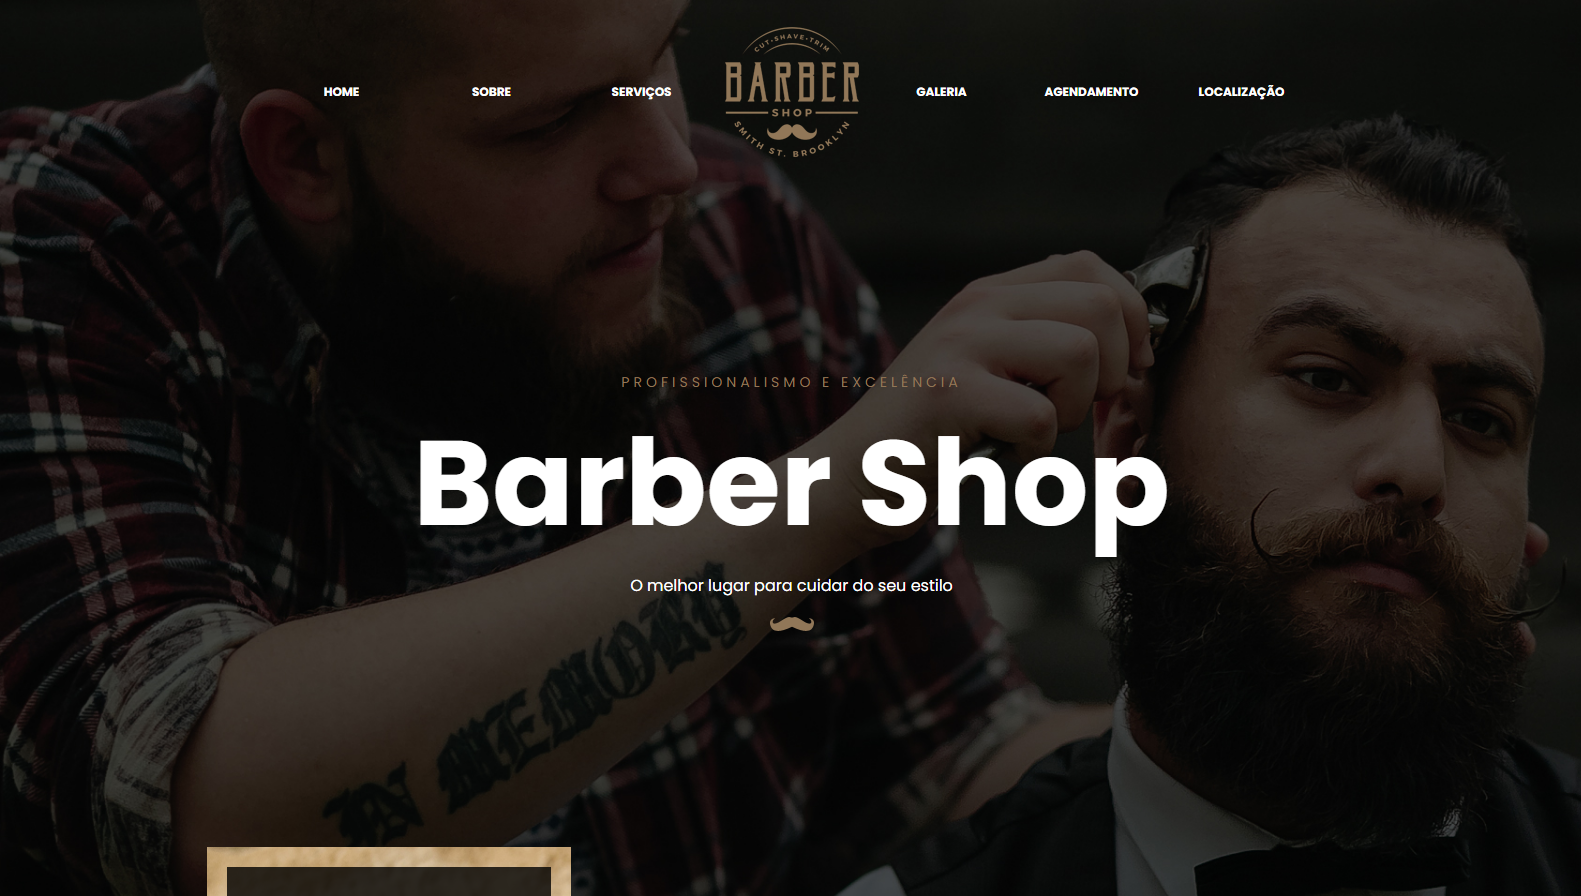 CUT•SHAVE•TRIM
HOME SOBRE SERVIÇOS BARBER GALERIA AGENDAMENTO LOCALIZAÇÃO
SHOP
SMITH ST. BROOKLYN
PROFISSIONALISMO E EXCELÊNCIA
Barber Shop
O melhor lugar para cuidar do seu estilo
IN MEMORY